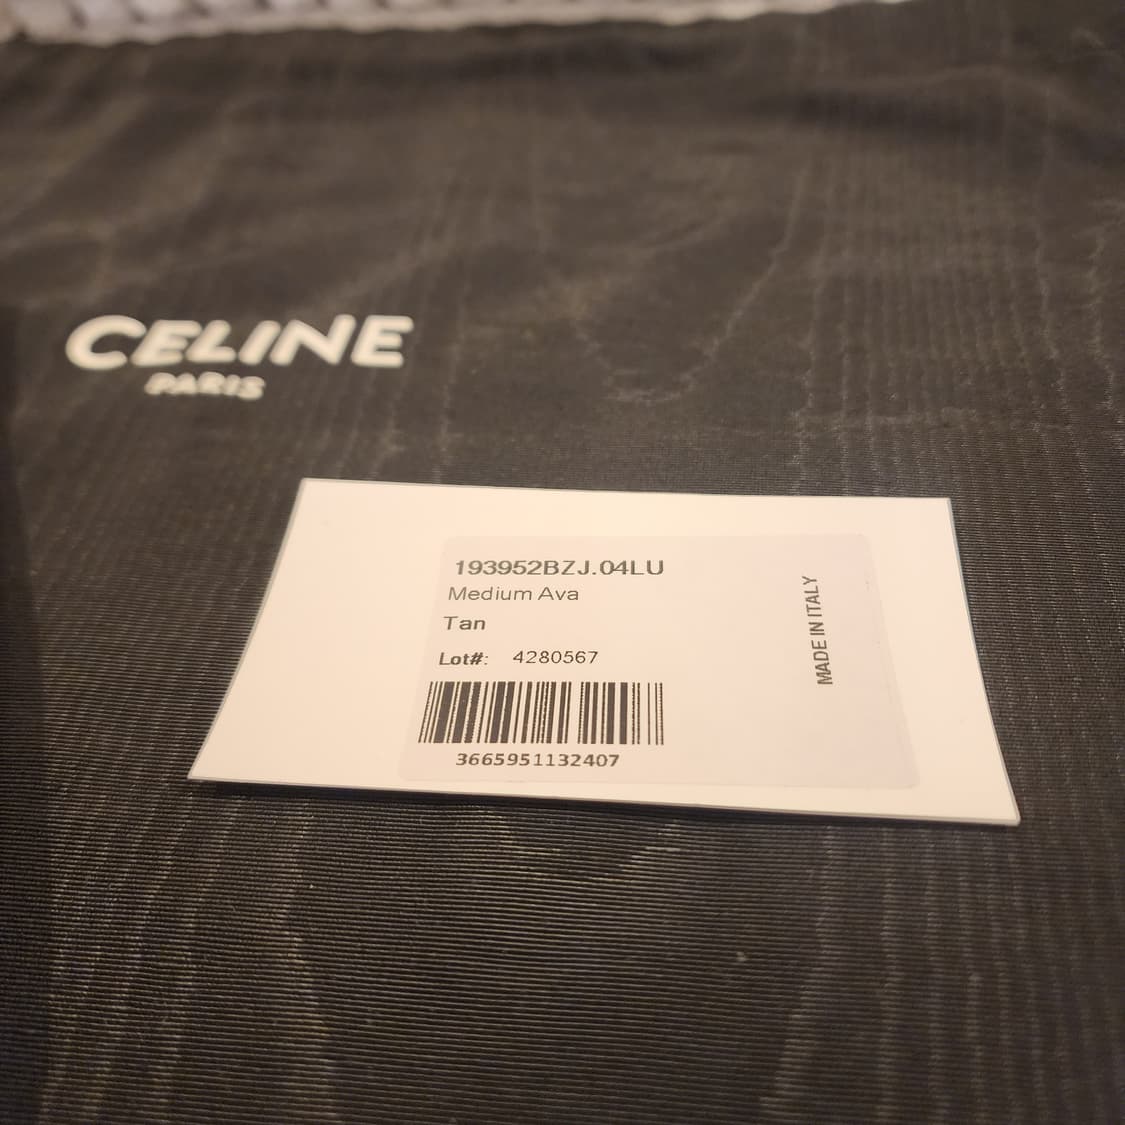 CELINE
PARIS
193952BZJ.04LU
Medium Ava
Tan
Lot#: 4280567
3665951132407
MADE IN ITALY